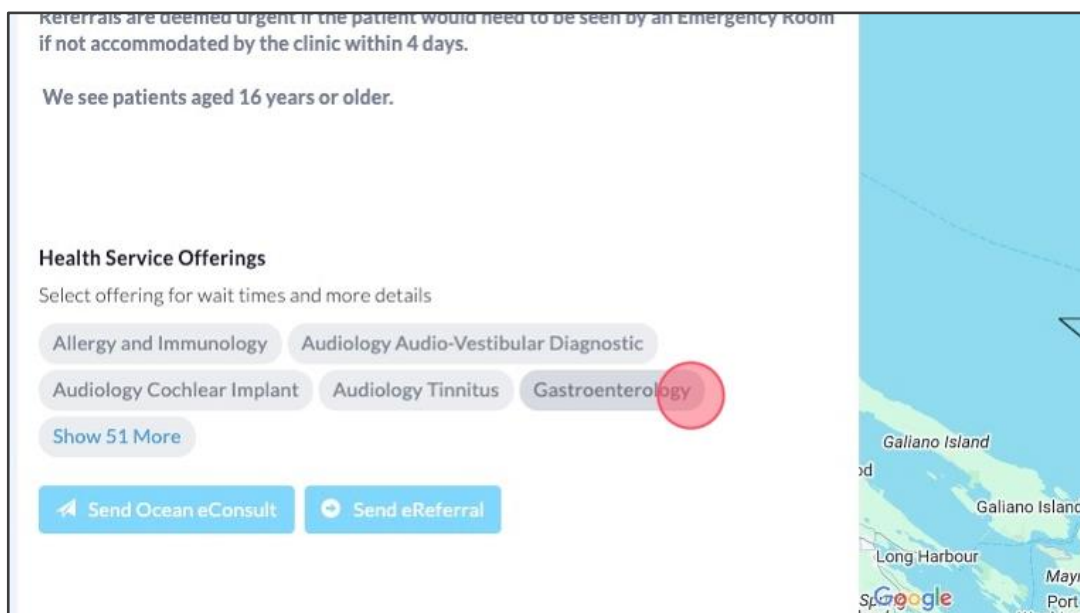 Referrals are deemed urgent if the patient would need to be seen by an Emergency Room
if not accommodated by the clinic within 4 days.
We see patients aged 16 years or older.
Health Service Offerings
Select offering for wait times and more details
Allergy and Immunology Audiology Audio-Vestibular Diagnostic
Audiology Cochlear Implant Audiology Tinnitus Gastroenterology
Show 51 More
Send Ocean eConsult Send eReferral
Galiano Island
Galiano Island
Long Harbour
Google
Port